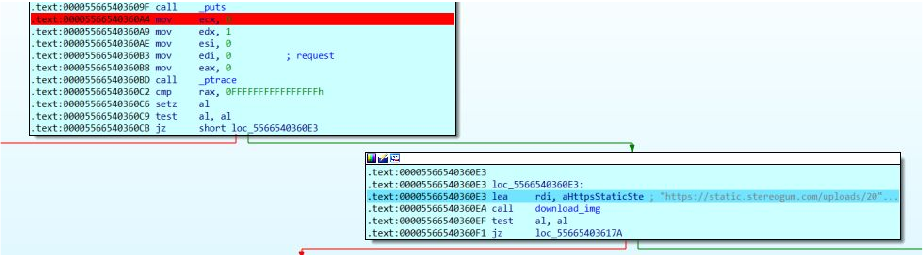 .text:000055665403609F call    _puts
.text:00005566540360A4 mov     ecx, 0
.text:00005566540360A9 mov     edx, 1
.text:00005566540360AE mov     esi, 0
.text:00005566540360B3 mov     edi, 0          ; request
.text:00005566540360B8 mov     eax, 0
.text:00005566540360BD call    _ptrace
.text:00005566540360C2 cmp     rax, 0FFFFFFFFFFFFFFFFh
.text:00005566540360C6 setz    al
.text:00005566540360C9 test    al, al
.text:00005566540360CB jz      short loc_5566540360E3
.text:00005566540360E3
.text:00005566540360E3 loc_5566540360E3:
.text:00005566540360E3 lea     rdi, aHttpsStaticSte ; "https://static.stereogum.com/uploads/20"...
.text:00005566540360EA call    download_img
.text:00005566540360EF test    al, al
.text:00005566540360F1 jz      loc_55665403617A